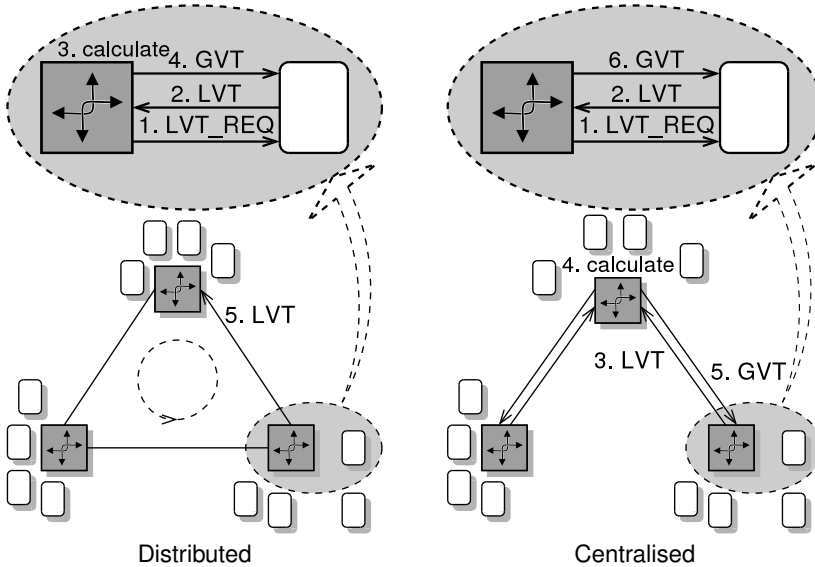 3. calculate
4. GVT
2. LVT
1. LVT_REQ
5. LVT
Distributed
6. GVT
2. LVT
1. LVT_REQ
4. calculate
3. LVT
5. GVT
Centralised